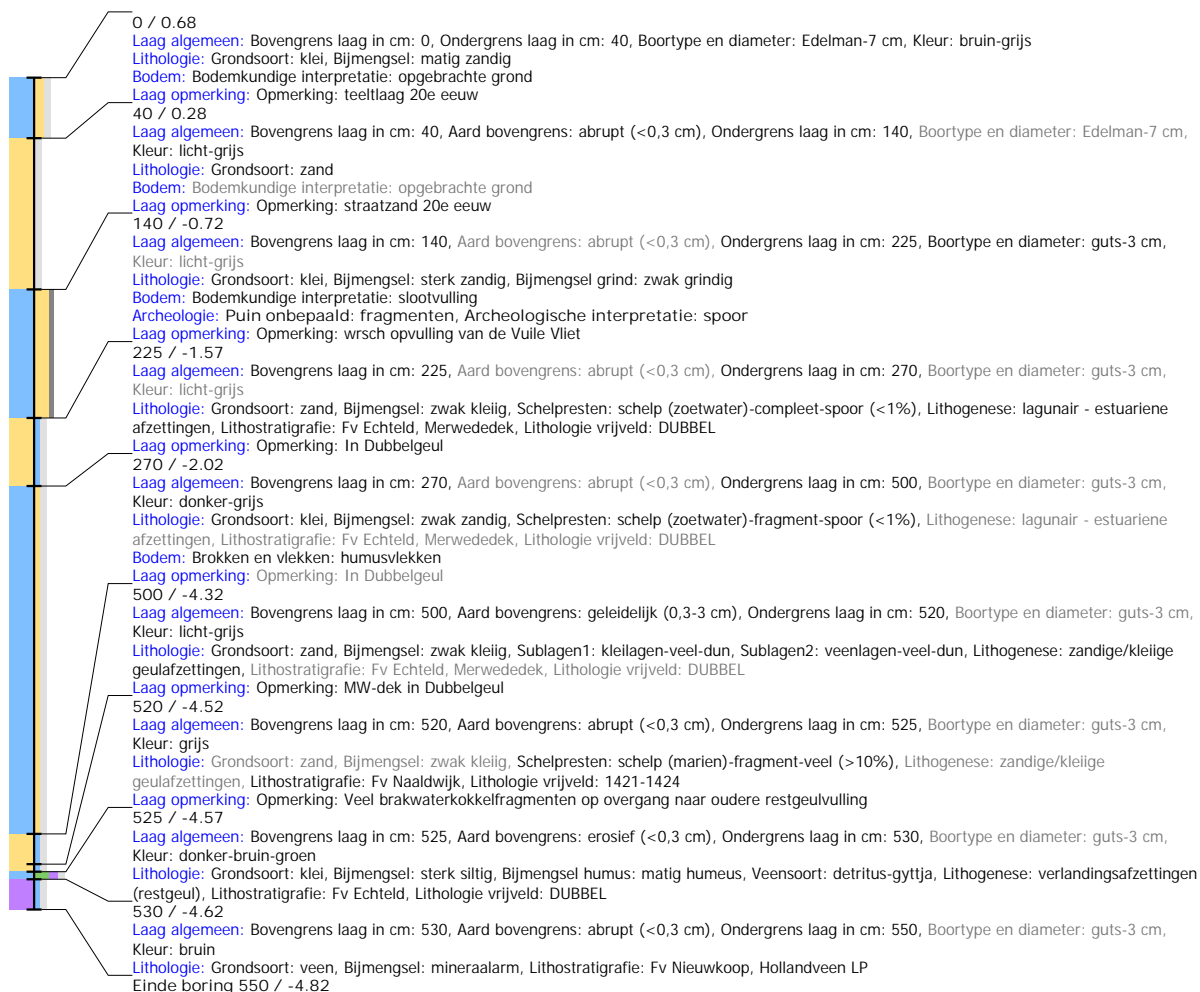 0 / 0.68
Laag algemeen: Bovengrens laag in cm: 0, Ondergrens laag in cm: 40, Boortype en diameter: Edelman-7 cm, Kleur: bruin-grijs
Lithologie: Grondsoort: klei, Bijmengsel: matig zandig
Bodem: Bodemkundige interpretatie: opgebrachte grond
Laag opmerking: Opmerking: teeltlaag 20e eeuw
40 / 0.28
Laag algemeen: Bovengrens laag in cm: 40, Aard bovengrens: abrupt (<0,3 cm), Ondergrens laag in cm: 140, Boortype en diameter: Edelman-7 cm,
Kleur: licht-grijs
Lithologie: Grondsoort: zand
Bodem: Bodemkundige interpretatie: opgebrachte grond
Laag opmerking: Opmerking: straatzand 20e eeuw
140 / -0.72
Laag algemeen: Bovengrens laag in cm: 140, Aard bovengrens: abrupt (<0,3 cm), Ondergrens laag in cm: 225, Boortype en diameter: guts-3 cm,
Kleur: licht-grijs
Lithologie: Grondsoort: klei, Bijmengsel: sterk zandig, Bijmengsel grind: zwak grindig
Bodem: Bodemkundige interpretatie: slootvulling
Archeologie: Puin onbepaald: fragmenten, Archeologische interpretatie: spoor
Laag opmerking: Opmerking: wrsch opvulling van de Vuile Vliet
225 / -1.57
Laag algemeen: Bovengrens laag in cm: 225, Aard bovengrens: abrupt (<0,3 cm), Ondergrens laag in cm: 270, Boortype en diameter: guts-3 cm,
Kleur: licht-grijs
Lithologie: Grondsoort: zand, Bijmengsel: zwak kleiig, Schelpresten: schelp (zoetwater)-compleet-spoor (<1%), Lithogenese: lagunair - estuariene
afzettingen, Lithostratigrafie: Fv Echteld, Merwededek, Lithologie vrijveld: DUBBEL
Laag opmerking: Opmerking: In Dubbelgeul
270 / -2.02
Laag algemeen: Bovengrens laag in cm: 270, Aard bovengrens: abrupt (<0,3 cm), Ondergrens laag in cm: 500, Boortype en diameter: guts-3 cm,
Kleur: donker-grijs
Lithologie: Grondsoort: klei, Bijmengsel: zwak zandig, Schelpresten: schelp (zoetwater)-fragment-spoor (<1%), Lithogenese: lagunair - estuariene
afzettingen, Lithostratigrafie: Fv Echteld, Merwededek, Lithologie vrijveld: DUBBEL
Bodem: Brokken en vlekken: humusvlekken
Laag opmerking: Opmerking: In Dubbelgeul
500 / -4.32
Laag algemeen: Bovengrens laag in cm: 500, Aard bovengrens: geleidelijk (0,3-3 cm), Ondergrens laag in cm: 520, Boortype en diameter: guts-3 cm,
Kleur: licht-grijs
Lithologie: Grondsoort: zand, Bijmengsel: zwak kleiig, Sublagen1: kleilagen-veel-dun, Sublagen2: veenlagen-veel-dun, Lithogenese: zandige/kleiige
geulafzettingen, Lithostratigrafie: Fv Echteld, Merwededek, Lithologie vrijveld: DUBBEL
Laag opmerking: Opmerking: MW-dek in Dubbelgeul
520 / -4.52
Laag algemeen: Bovengrens laag in cm: 520, Aard bovengrens: abrupt (<0,3 cm), Ondergrens laag in cm: 525, Boortype en diameter: guts-3 cm,
Kleur: grijs
Lithologie: Grondsoort: zand, Bijmengsel: zwak kleiig, Schelpresten: schelp (marien)-fragment-veel (>10%), Lithogenese: zandige/kleiige
geulafzettingen, Lithostratigrafie: Fv Naaldwijk, Lithologie vrijveld: 1421-1424
Laag opmerking: Opmerking: Veel brakwaterkokkelfragmenten op overgang naar oudere restgeulvulling
525 / -4.57
Laag algemeen: Bovengrens laag in cm: 525, Aard bovengrens: erosief (<0,3 cm), Ondergrens laag in cm: 530, Boortype en diameter: guts-3 cm,
Kleur: donker-bruin-groen
Lithologie: Grondsoort: klei, Bijmengsel: sterk siltig, Bijmengsel humus: matig humeus, Veensoort: detritus-gyttja, Lithogenese: verlandingsafzettingen
(restgeul), Lithostratigrafie: Fv Echteld, Lithologie vrijveld: DUBBEL
530 / -4.62
Laag algemeen: Bovengrens laag in cm: 530, Aard bovengrens: abrupt (<0,3 cm), Ondergrens laag in cm: 550, Boortype en diameter: guts-3 cm,
Kleur: bruin
Lithologie: Grondsoort: veen, Bijmengsel: mineraalarm, Lithostratigrafie: Fv Nieuwkoop, Hollandveen LP
Einde boring 550 / -4.82